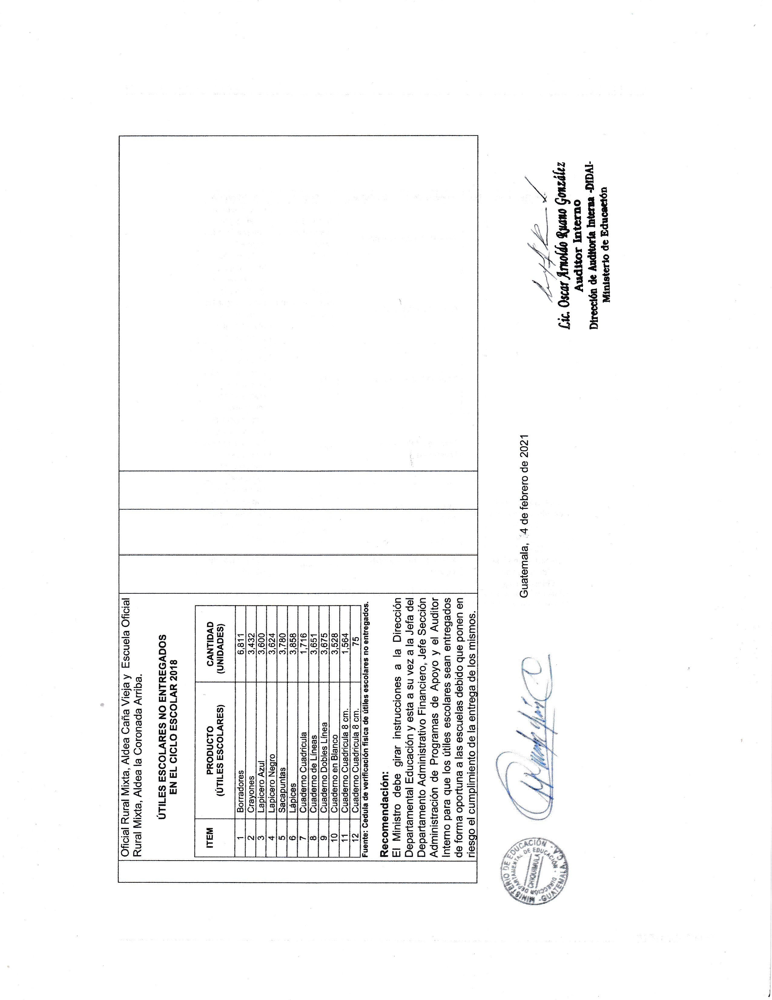 Oficial Rural Mixta, Aldea Caña Vieja y Escuela Oficial
Rural Mixta, Aldea la Coronada Arriba.
ÚTILES ESCOLARES NO ENTREGADOS
EN EL CICLO ESCOLAR 2018
ITEM PRODUCTO (ÚTILES ESCOLARES) CANTIDAD (UNIDADES)
1 Borradores 6,811
2 Crayones 3,432
3 Lapicero Azul 3,600
4 Lapicero Negro 3,624
5 Sacapuntas 3,780
6 Lápices 3,858
7 Cuaderno Cuadricula 1,716
8 Cuaderno de Líneas 3,651
9 Cuaderno Dobles Línea 3,675
10 Cuaderno en Blanco 3,528
11 Cuaderno Cuadricula 8 cm. 1,564
12 Cuaderno Cuadricula 8 cm. 75
Fuente: Cedula de verificación física de útiles escolares no entregados.
Recomendación:
El Ministro debe girar instrucciones a la Dirección
Departamental Educación y esta a su vez a la Jefa del
Departamento Administrativo Financiero, Jefe Sección
Administración de Programas de Apoyo y el Auditor
Interno para que los útiles escolares sean entregados
de forma oportuna a las escuelas debido que ponen en
riesgo el cumplimiento de la entrega de los mismos.
Guatemala, 4 de febrero de 2021
MINISTERIO DE EDUCACIÓN
DIRECCIÓN DEPARTAMENTAL DE EDUCACIÓN
CHIQUIMULA
GUATEMALA, C.A.
Lic. Oscar Arnoldo Ruano González
Auditor Interno
Dirección de Auditoría Interna -DIDAI-
Ministerio de Educación